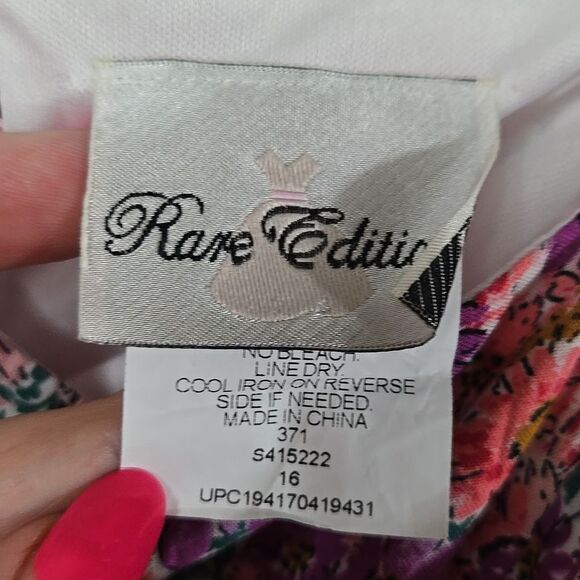 Rare Editio
NO BLEACH.
LINE DRY.
COOL IRON ON REVERSE
SIDE IF NEEDED.
MADE IN CHINA
371
S415222
16
UPC194170419431